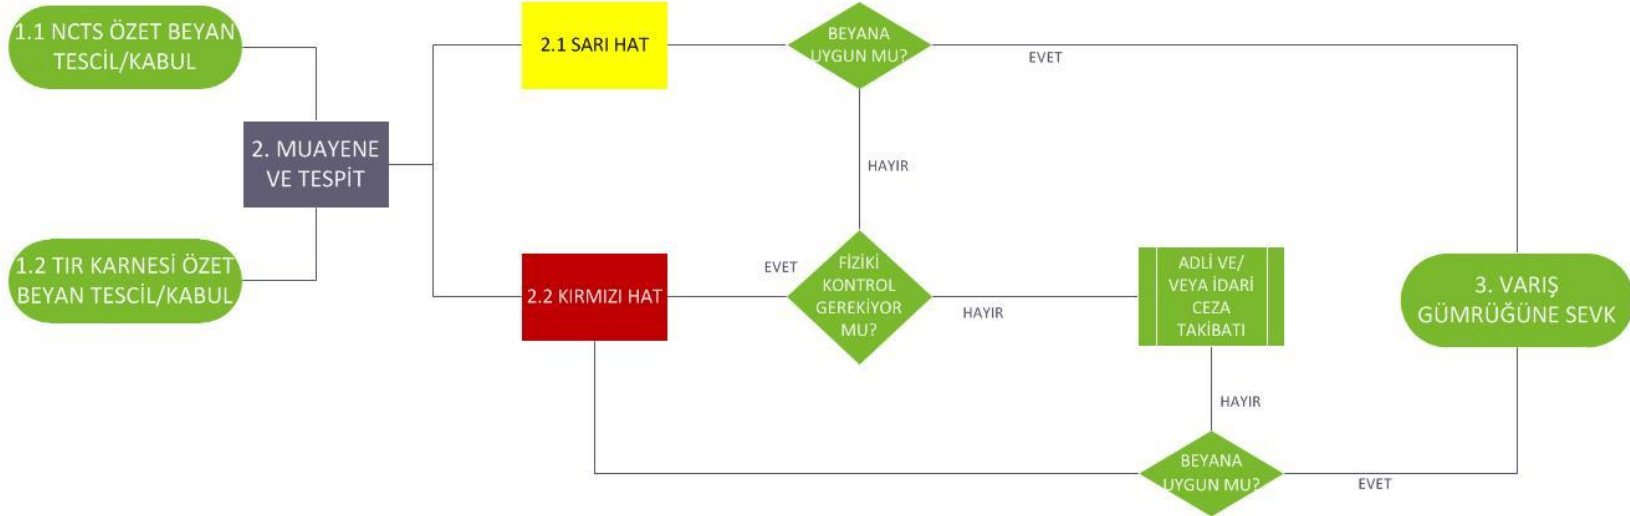 1.1 NCTS ÖZET BEYAN
TESCİL/KABUL
2.1 SARI HAT
BEYANA
UYGUN MU?
EVET
2. MUAYENE
VE TESPİT
HAYIR
1.2 TIR KARNESİ ÖZET
BEYAN TESCİL/KABUL
2.2 KIRMIZI HAT
EVET
FİZİKİ
KONTROL
GEREKİYOR
MU?
HAYIR
ADLİ VE/
VEYA İDARİ
CEZA
TAKİBATI
3. VARIŞ
GÜMRÜĞÜNE SEVK
HAYIR
BEYANA
UYGUN MU?
EVET